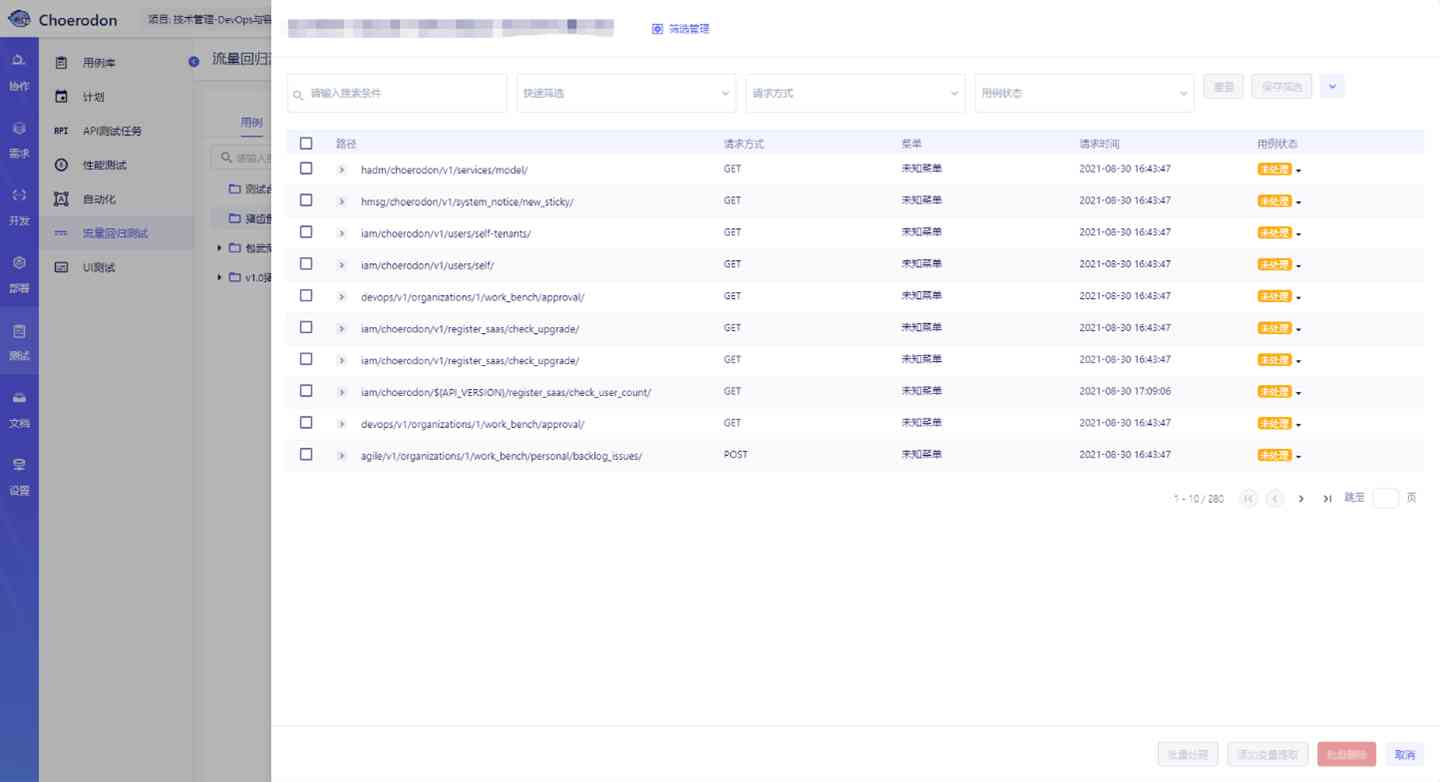 Choerodon
项目: 技术管理-DevOps与容
协作
需求
开发
部署
测试
文档
设置
用例库
计划
API API测试任务
性能测试
自动化
流量回归测试
UI测试
流量回归测
用例
请输入搜
测试台
包武
v1.0猪
筛选管理
请输入搜索条件
快速筛选
请求方式
用例状态
重置
保存筛选
路径 请求方式 菜单 请求时间 用例状态
hadm/choerodon/v1/services/model/ GET 未知菜单 2021-08-30 16:43:47 未处理
hmsg/choerodon/v1/system_notice/new_sticky/ GET 未知菜单 2021-08-30 16:43:47 未处理
iam/choerodon/v1/users/self-tenants/ GET 未知菜单 2021-08-30 16:43:47 未处理
iam/choerodon/v1/users/self/ GET 未知菜单 2021-08-30 16:43:47 未处理
devops/v1/organizations/1/work_bench/approval/ GET 未知菜单 2021-08-30 16:43:47 未处理
iam/choerodon/v1/register_saas/check_upgrade/ GET 未知菜单 2021-08-30 16:43:47 未处理
iam/choerodon/v1/register_saas/check_upgrade/ GET 未知菜单 2021-08-30 16:43:47 未处理
iam/choerodon/${API_VERSION}/register_saas/check_user_count/ GET 未知菜单 2021-08-30 17:09:06 未处理
devops/v1/organizations/1/work_bench/approval/ GET 未知菜单 2021-08-30 16:43:47 未处理
agile/v1/organizations/1/work_bench/personal/backlog_issues/ POST 未知菜单 2021-08-30 16:43:47 未处理
1 - 10 / 280 跳至 页
批量处理
添加变量提取
批量删除
取消